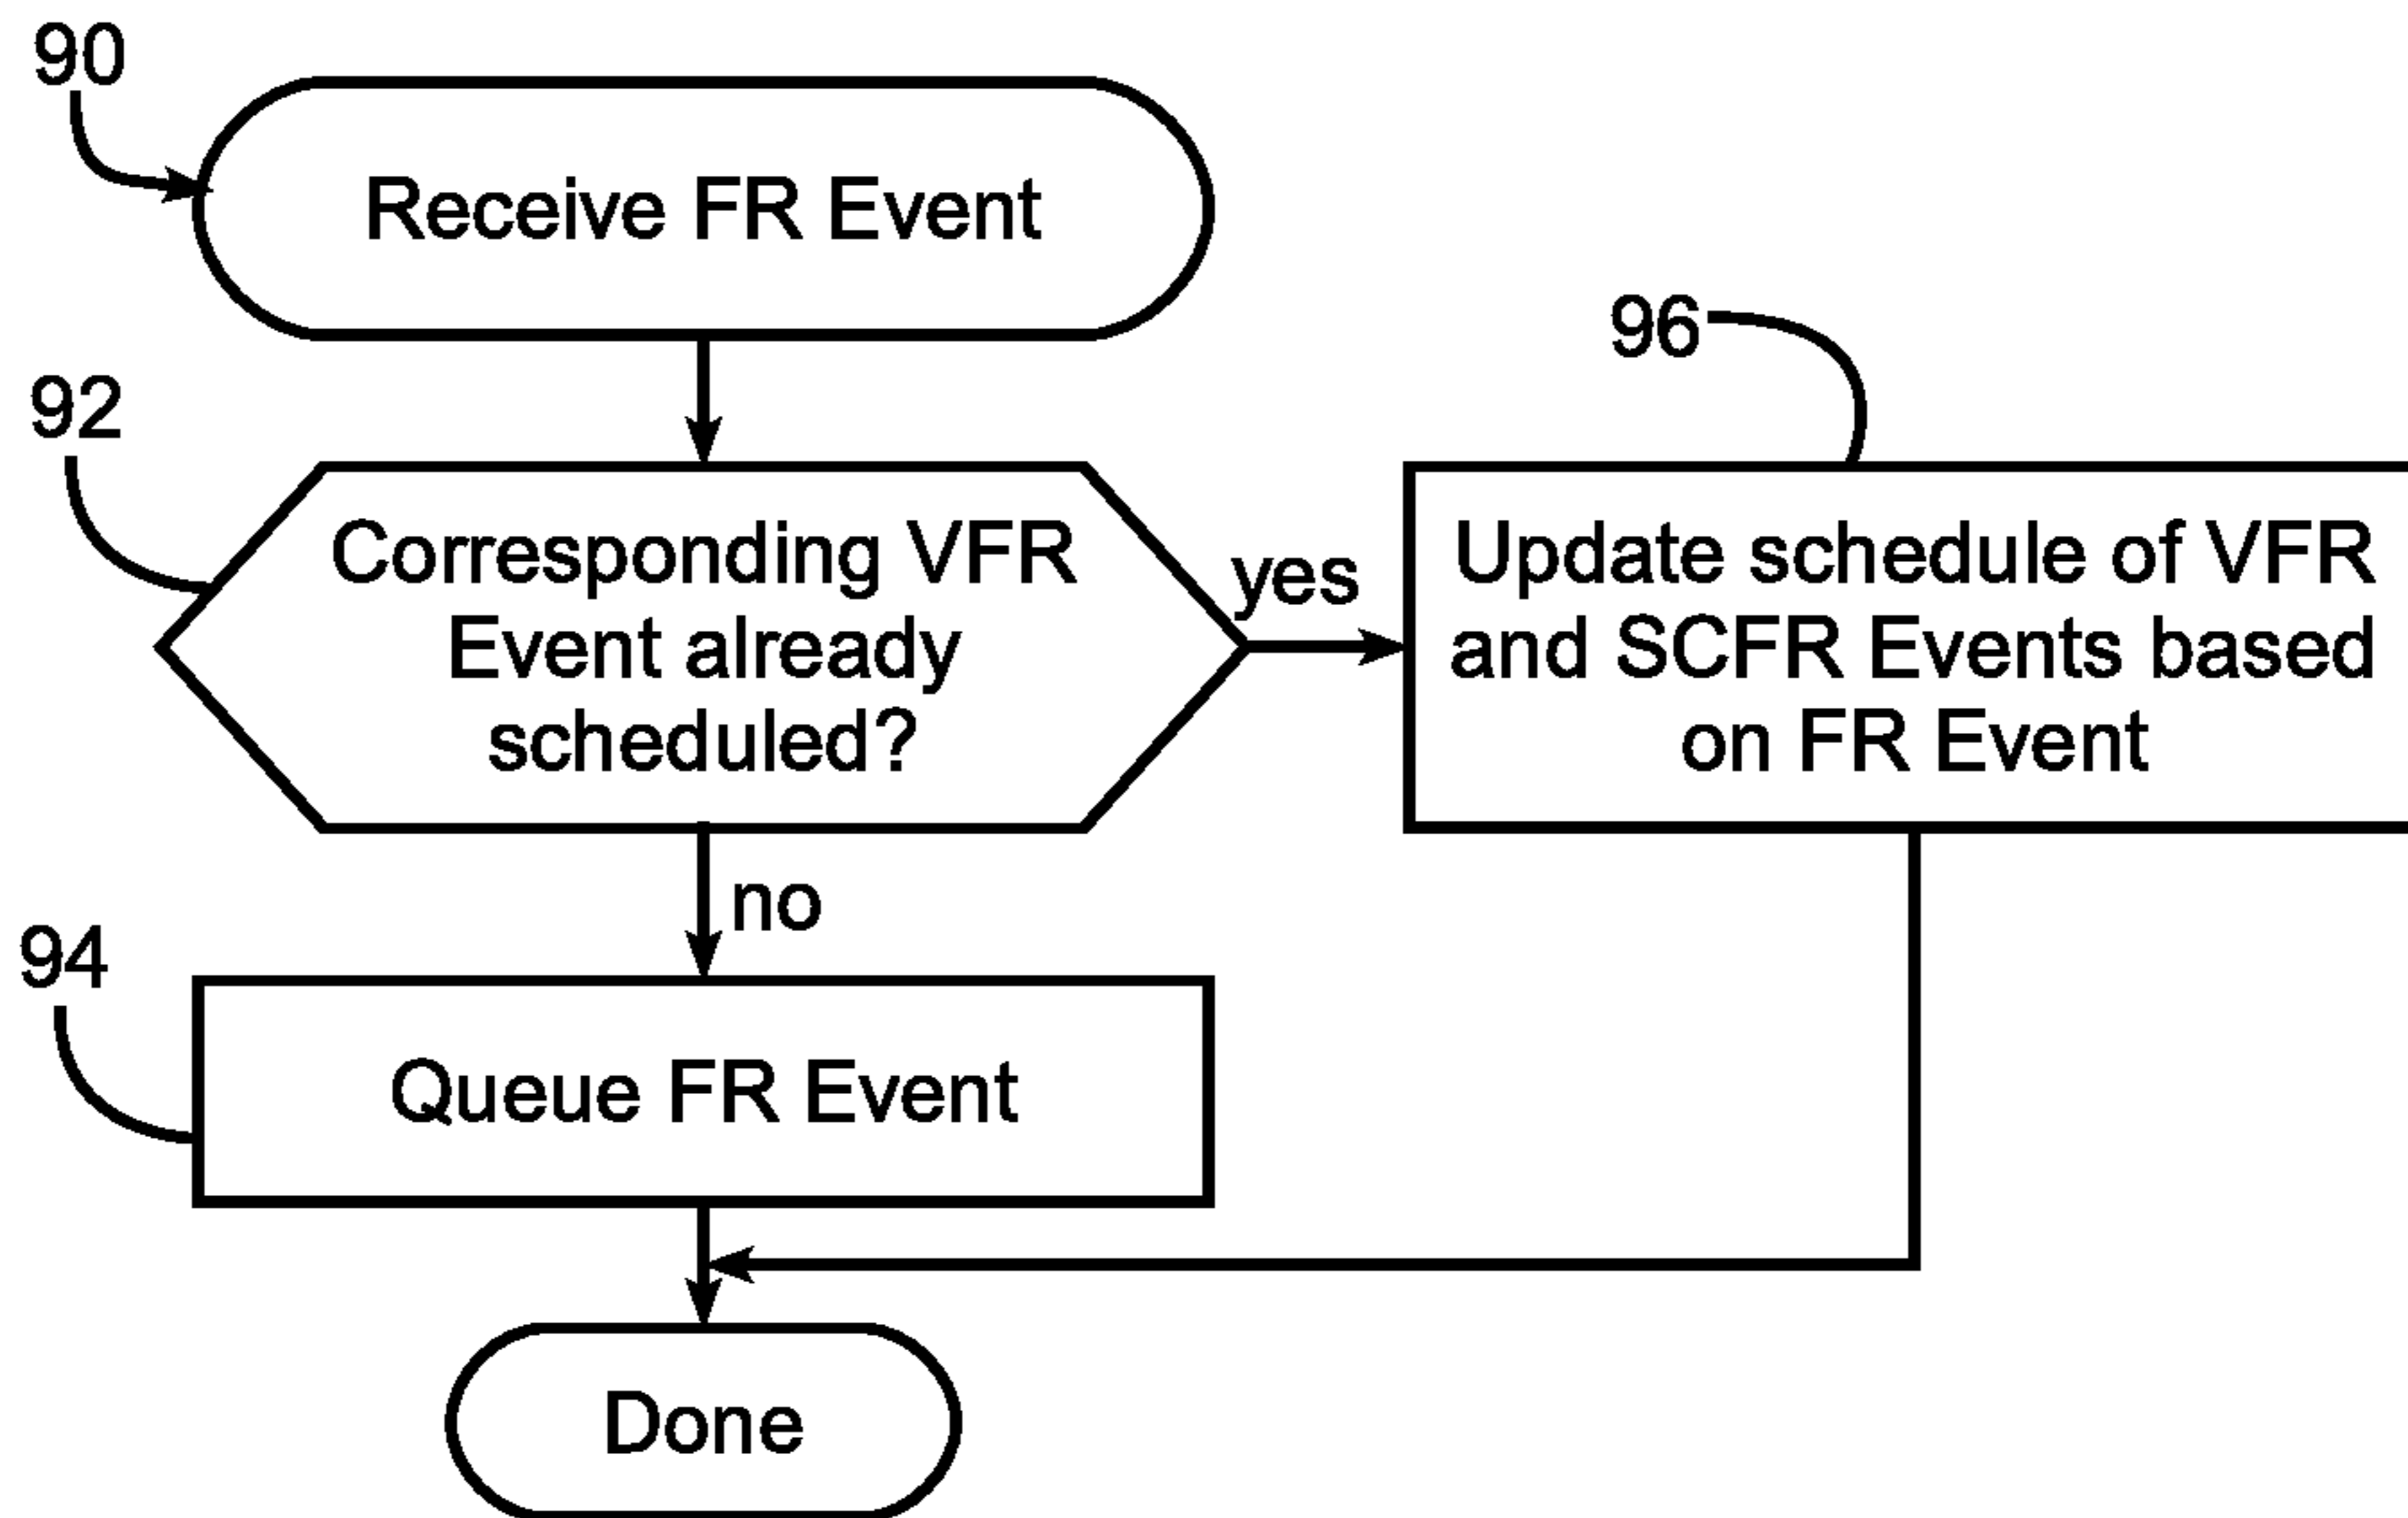 90
Receive FR Event
96
92
Corresponding VFR
Event already
scheduled?
yes
Update schedule of VFR
and SCFR Events based
on FR Event
no
94
Queue FR Event
Done